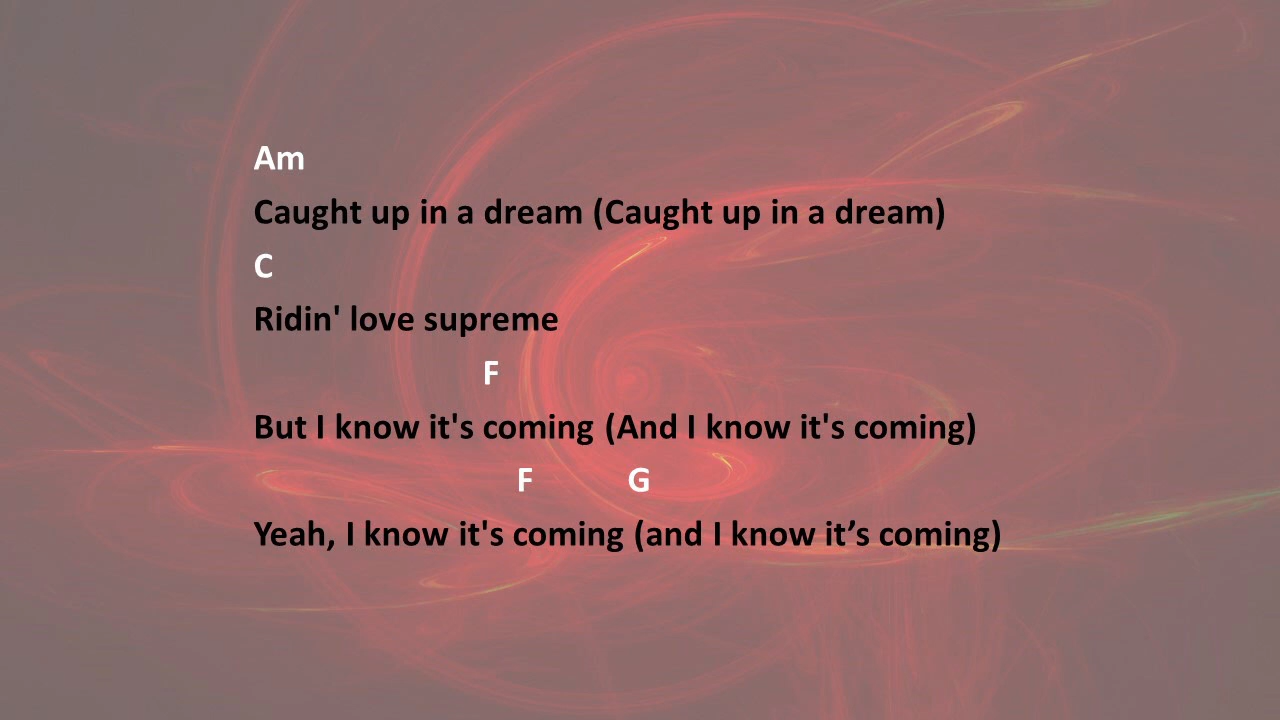 Am
Caught up in a dream (Caught up in a dream)
C
Ridin' love supreme
F
But I know it's coming (And I know it's coming)
F G
Yeah, I know it's coming (and I know it’s coming)